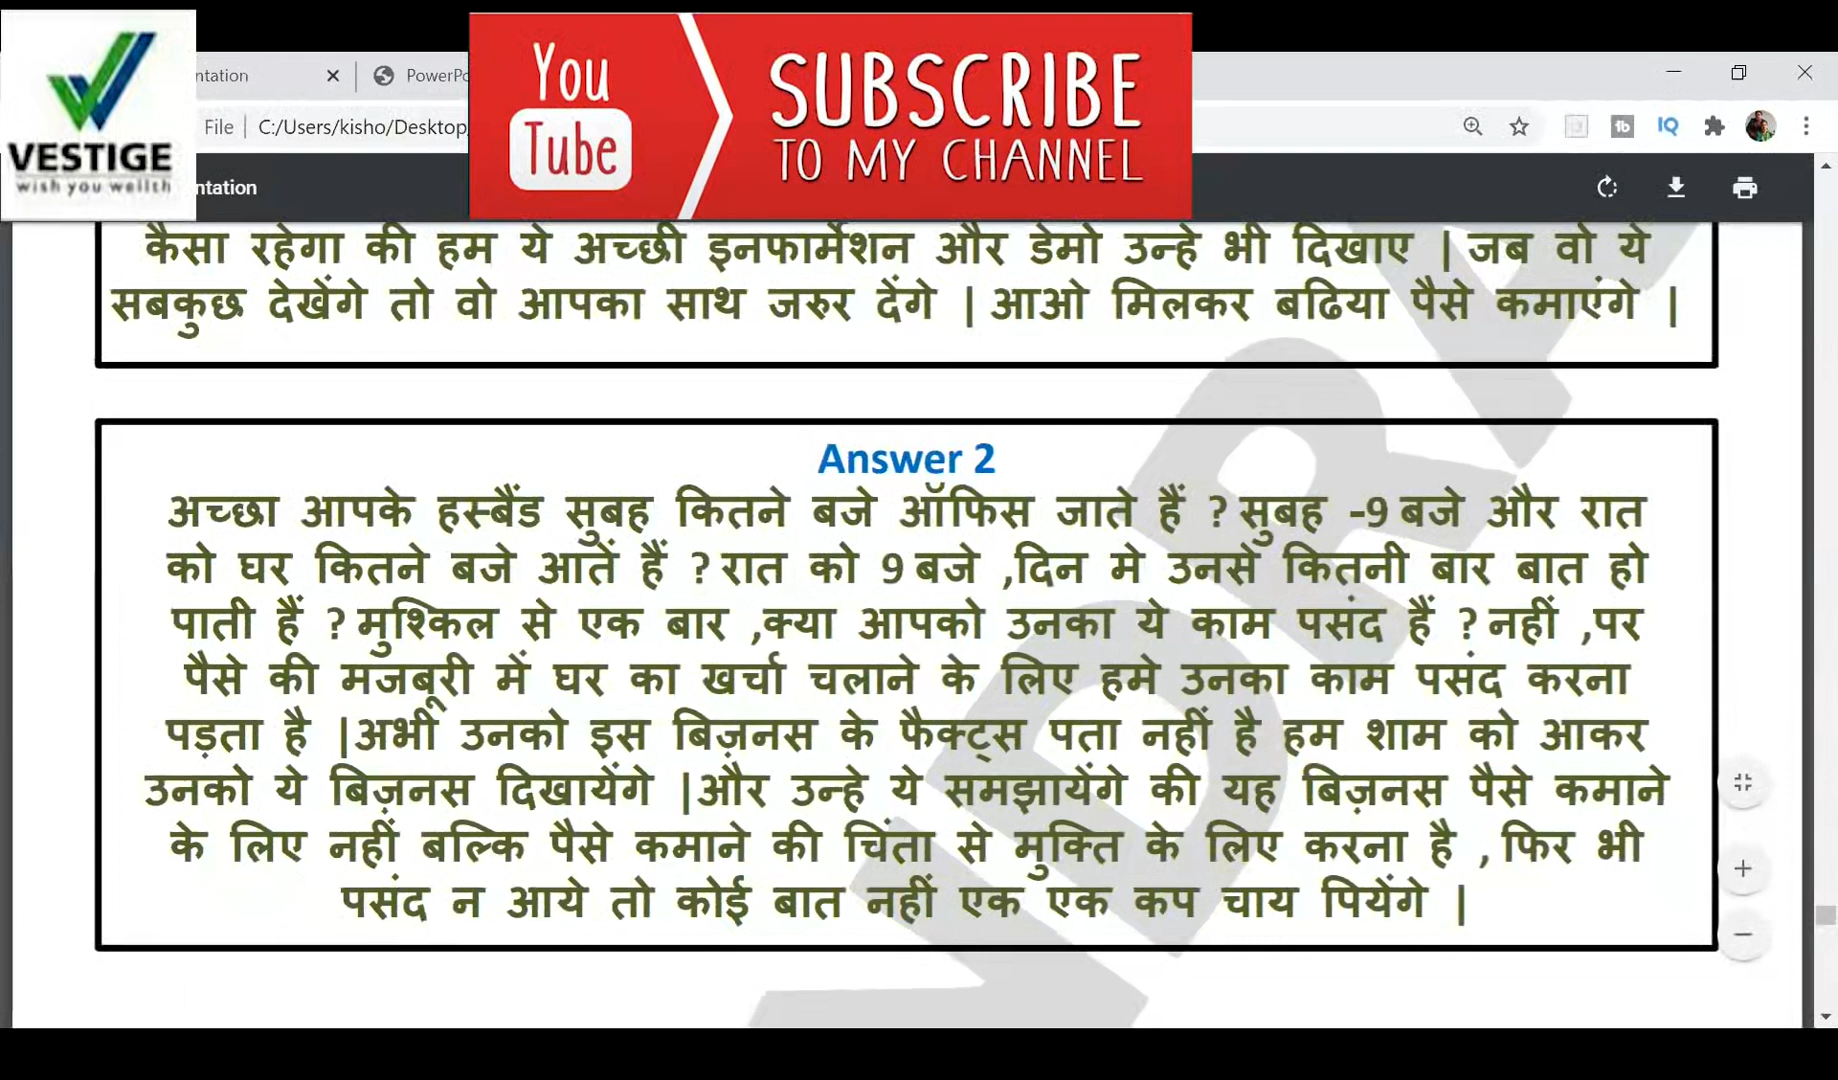 VESTIGE
wish you wellth
ntation
PowerPo
You
Tube
SUBSCRIBE
TO MY CHANNEL
File
C:/Users/kisho/Desktop
ntation
कैसा रहेगा की हम ये अच्छी इनफार्मेशन और डेमो उन्हे भी दिखाए | जब वो ये
सबकुछ देखेंगे तो वो आपका साथ जरुर देंगे | आओ मिलकर बढिया पैसे कमाएंगे |
Answer 2
अच्छा आपके हस्बैंड सुबह कितने बजे ऑफिस जाते हैं ? सुबह -9 बजे और रात
को घर कितने बजे आतें हैं ? रात को 9 बजे ,दिन मे उनसे कितनी बार बात हो
पाती हैं ? मुश्किल से एक बार ,क्या आपको उनका ये काम पसंद हैं ? नहीं ,पर
पैसे की मजबूरी में घर का खर्चा चलाने के लिए हमे उनका काम पसंद करना
पड़ता है |अभी उनको इस बिज़नस के फैक्ट्स पता नहीं है हम शाम को आकर
उनको ये बिज़नस दिखायेंगे |और उन्हे ये समझायेंगे की यह बिज़नस पैसे कमाने
के लिए नहीं बल्कि पैसे कमाने की चिंता से मुक्ति के लिए करना है , फिर भी
पसंद न आये तो कोई बात नहीं एक एक कप चाय पियेंगे |